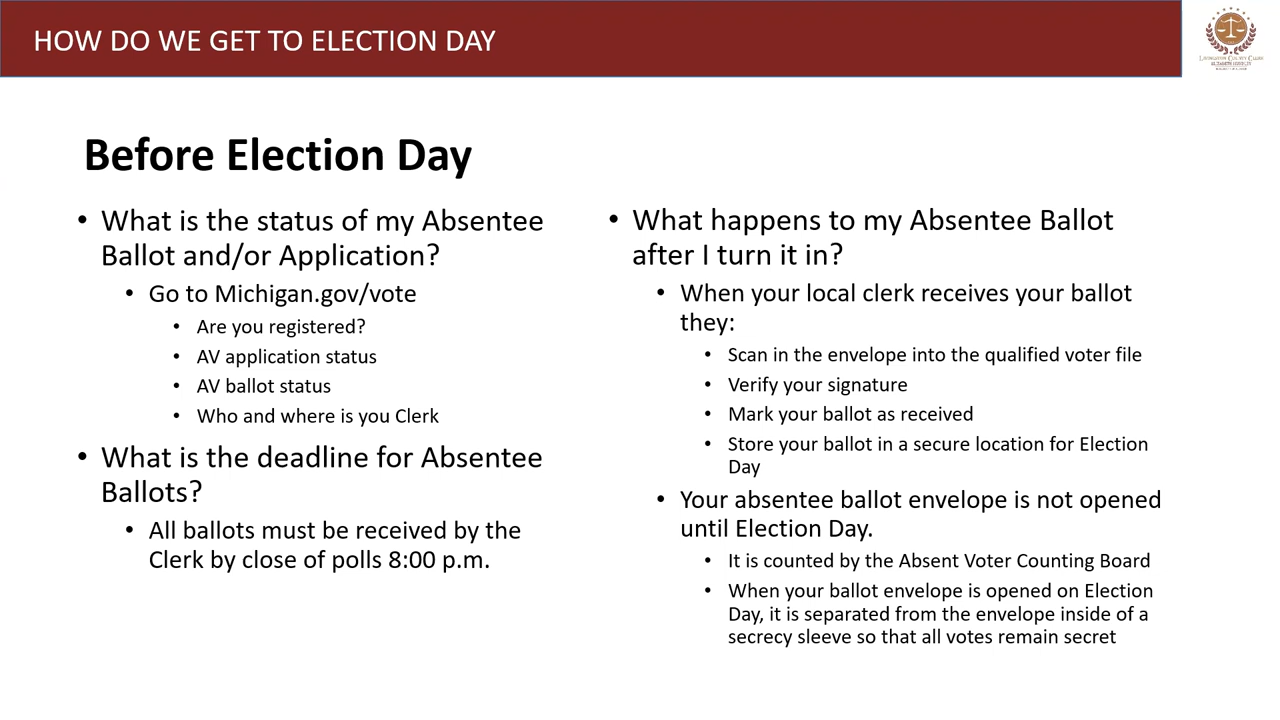 HOW DO WE GET TO ELECTION DAY
LIVINGSTON COUNTY CLERK
Before Election Day
• What is the status of my Absentee
Ballot and/or Application?
• Go to Michigan.gov/vote
• Are you registered?
• AV application status
• AV ballot status
• Who and where is you Clerk
• What is the deadline for Absentee
Ballots?
• All ballots must be received by the
Clerk by close of polls 8:00 p.m.
• What happens to my Absentee Ballot
after I turn it in?
• When your local clerk receives your ballot
they:
• Scan in the envelope into the qualified voter file
• Verify your signature
• Mark your ballot as received
• Store your ballot in a secure location for Election
Day
• Your absentee ballot envelope is not opened
until Election Day.
• It is counted by the Absent Voter Counting Board
• When your ballot envelope is opened on Election
Day, it is separated from the envelope inside of a
secrecy sleeve so that all votes remain secret